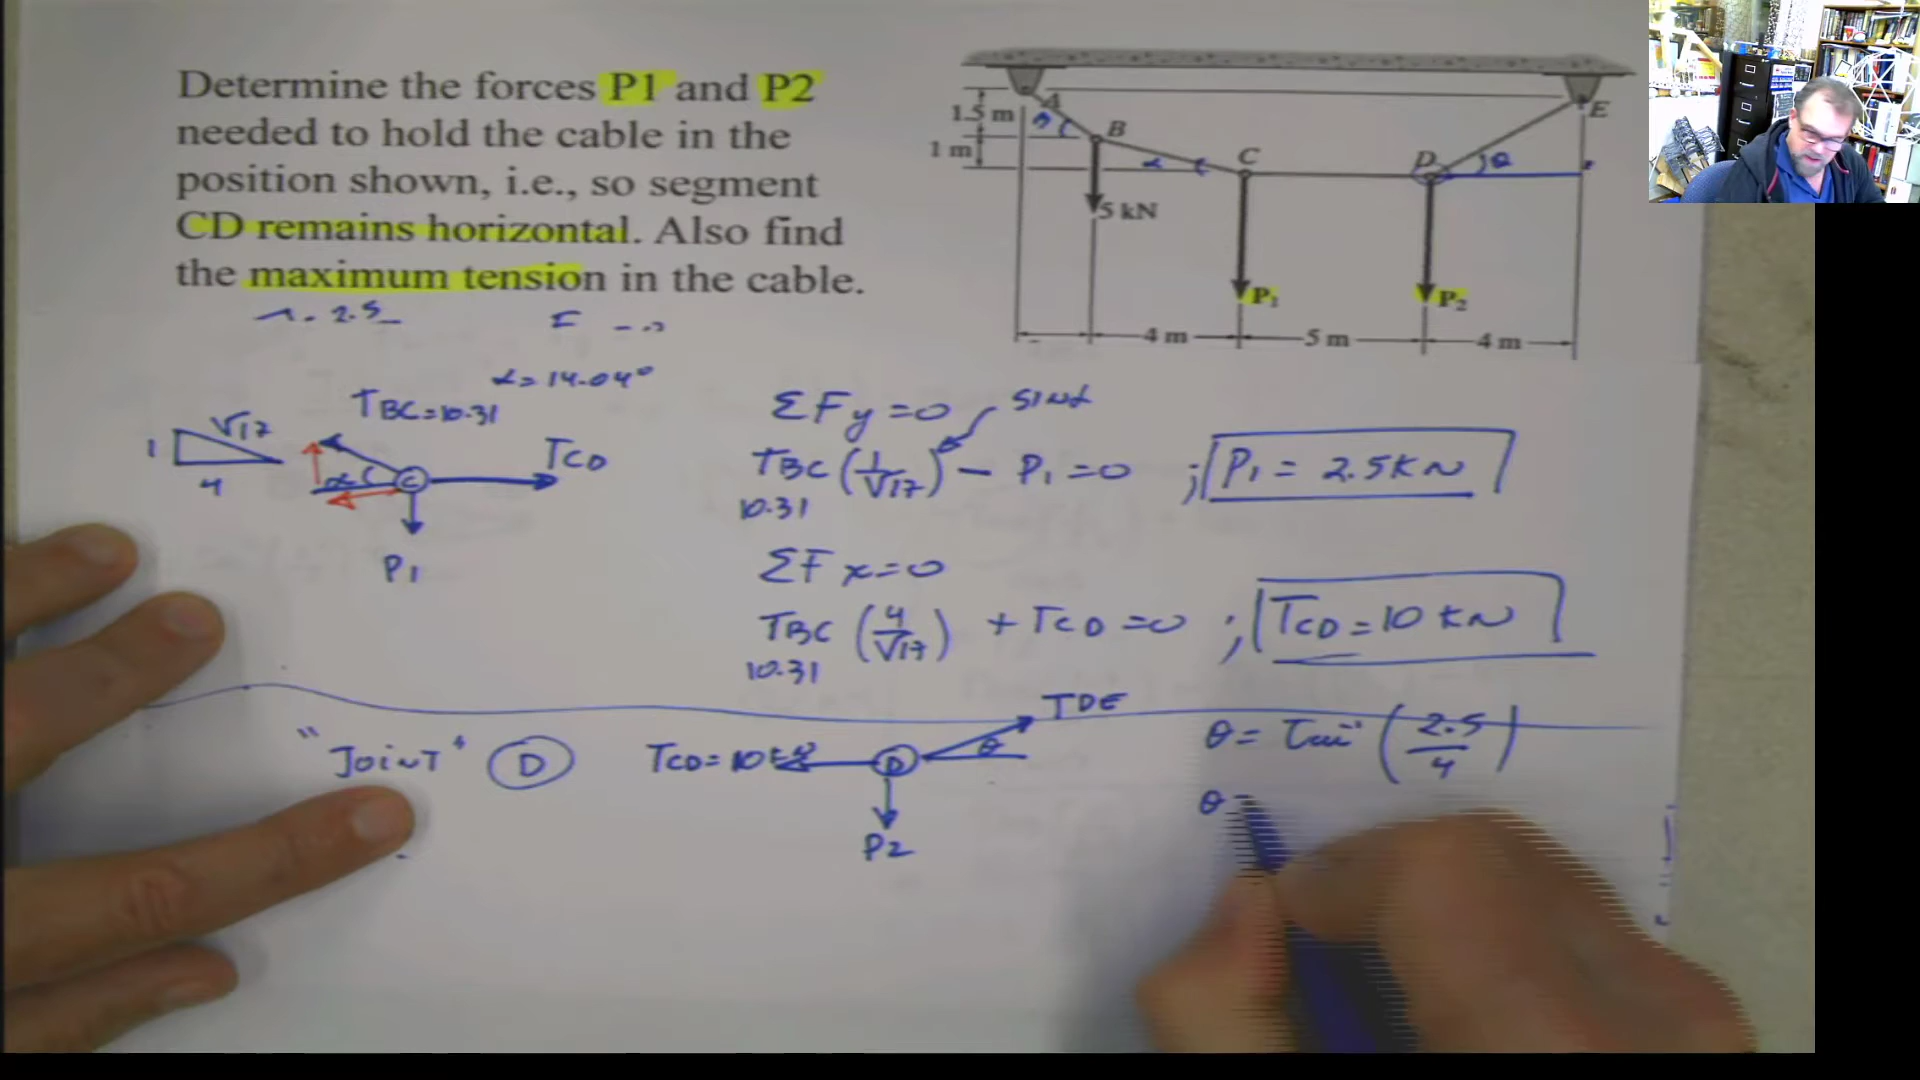 Determine the forces P1 and P2
needed to hold the cable in the
position shown, i.e., so segment
CD remains horizontal. Also find
the maximum tension in the cable.
A
B
C
D
E
1.5 m
1 m
α
θ
5 kN
P₁
P₂
4 m
5 m
4 m
α = 14.04°
TBC = 10.31
1
√17
4
α
C
TCD
P1
ΣFy = 0
sinα
TBC (1/√17) - P1 = 0 ; P1 = 2.5KN
10.31
ΣFx=0
TBC (4/√17) + TCD = 0 ; TCD = 10 KN
10.31
"JOINT" D
TCD = 10
D
θ
TDE
P2
θ = Tan⁻¹ (2.5/4)
θ =